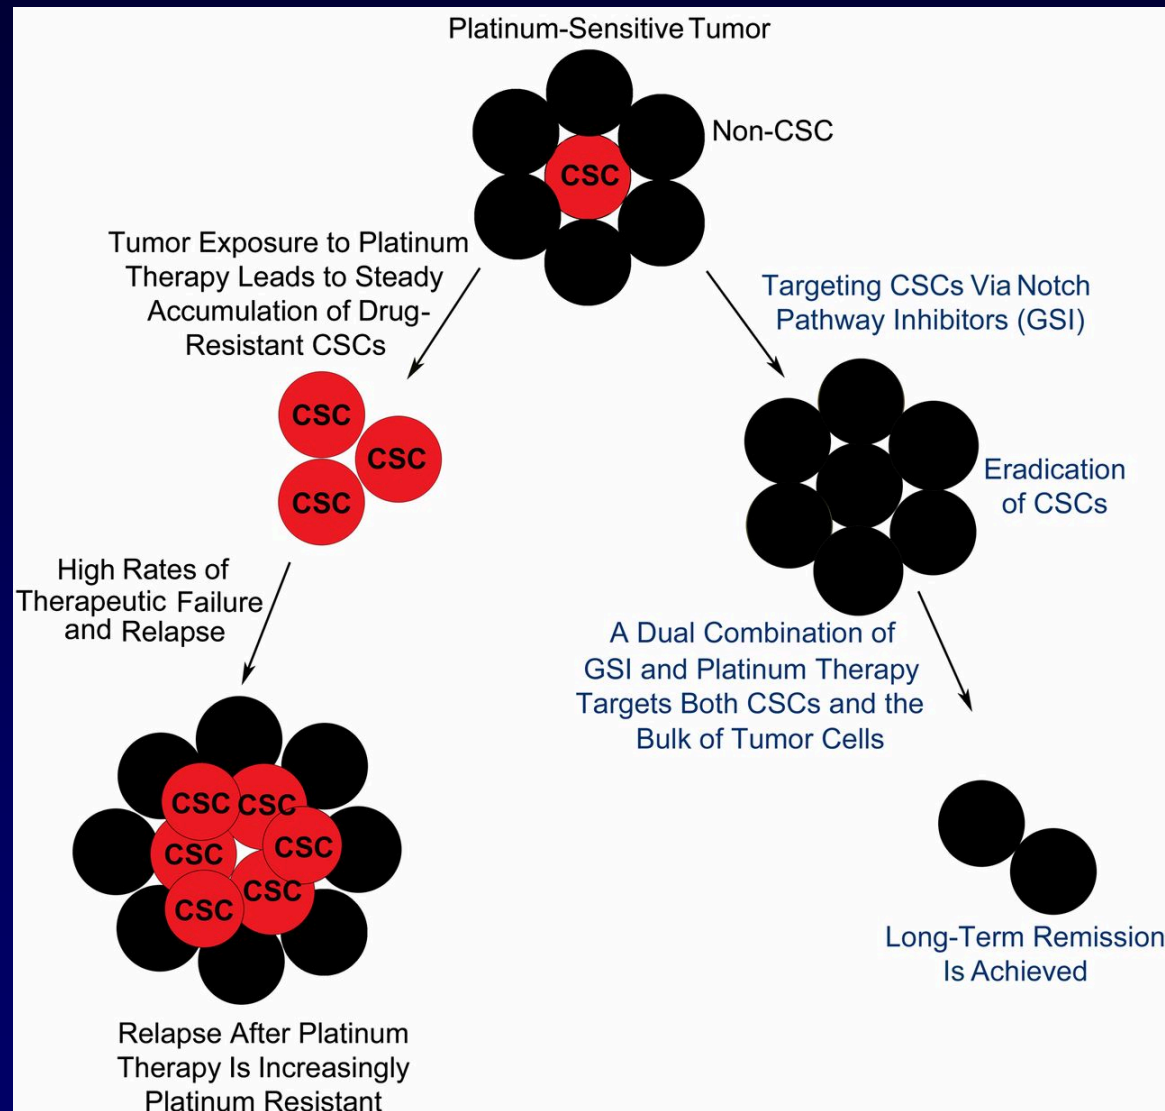 Platinum-Sensitive Tumor
Non-CSC
CSC
Tumor Exposure to Platinum
Therapy Leads to Steady
Accumulation of Drug-
Resistant CSCs
Targeting CSCs Via Notch
Pathway Inhibitors (GSI)
CSC
CSC
CSC
Eradication
of CSCs
High Rates of
Therapeutic Failure
and Relapse
A Dual Combination of
GSI and Platinum Therapy
Targets Both CSCs and the
Bulk of Tumor Cells
CSC
CSC
CSC
CSC
CSC
CSC
Long-Term Remission
Is Achieved
Relapse After Platinum
Therapy Is Increasingly
Platinum Resistant